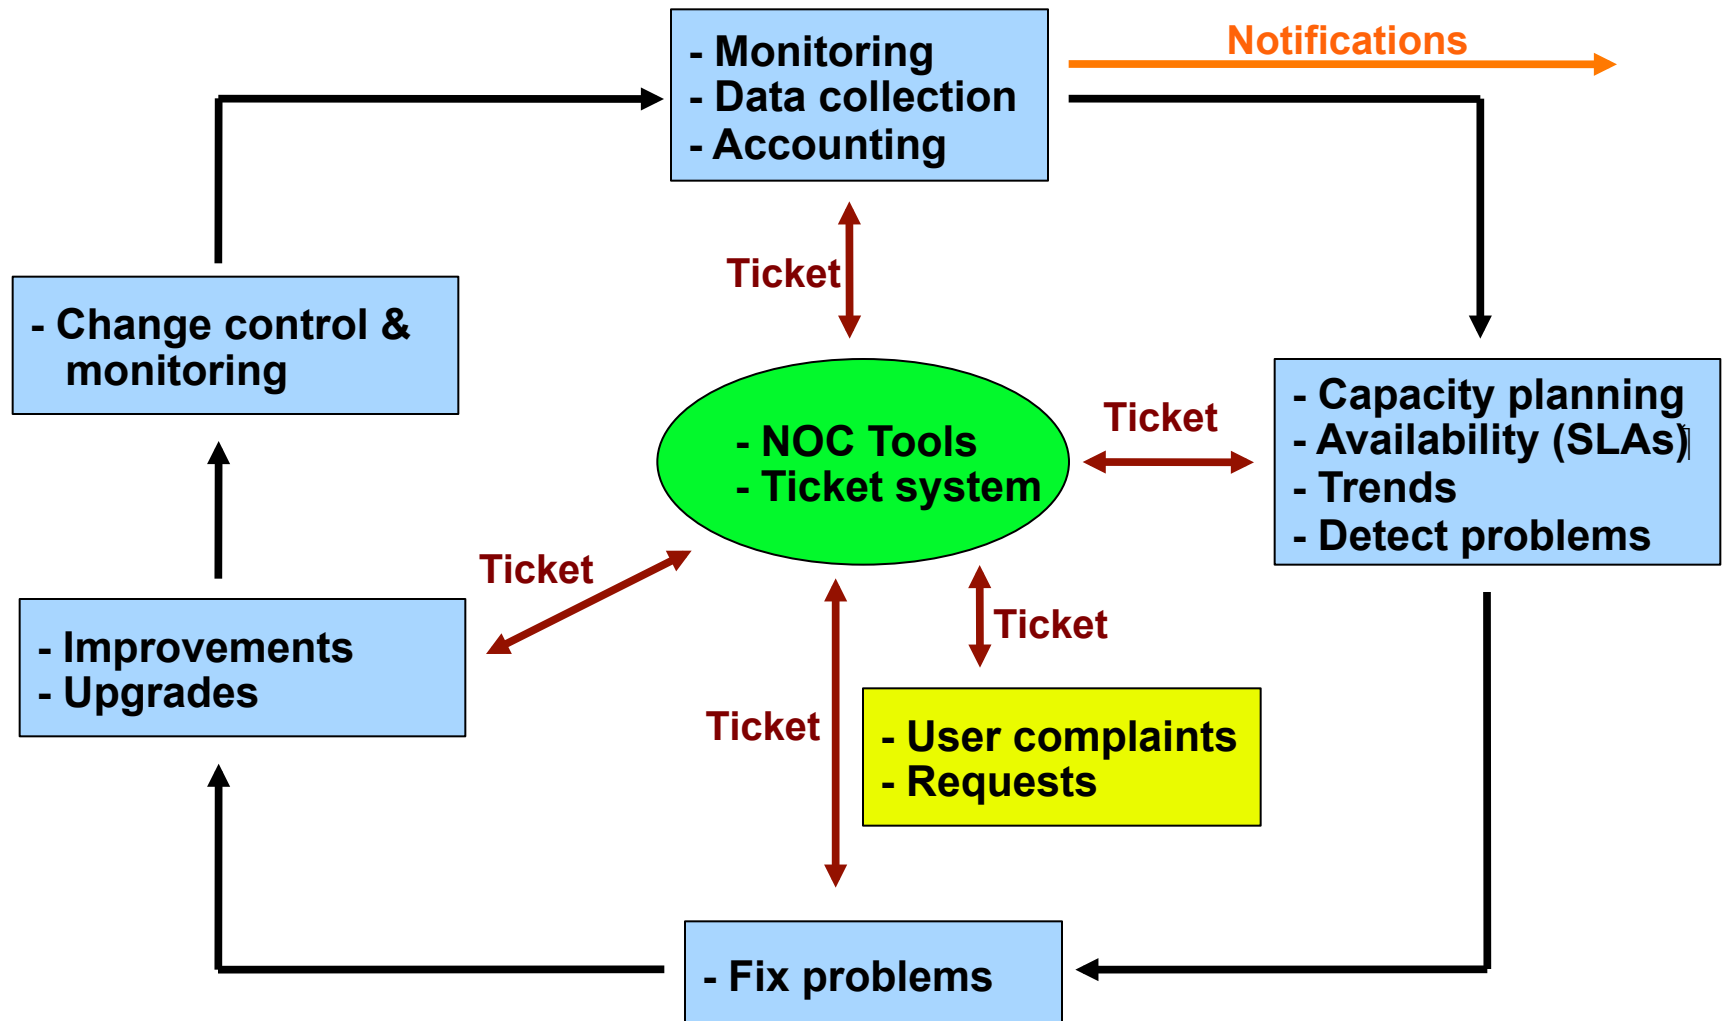 - Monitoring
- Data collection
- Accounting
Notifications
Ticket
- Change control &
monitoring
- NOC Tools
- Ticket system
Ticket
- Capacity planning
- Availability (SLAs)
- Trends
- Detect problems
Ticket
- Improvements
- Upgrades
Ticket
Ticket
- User complaints
- Requests
- Fix problems